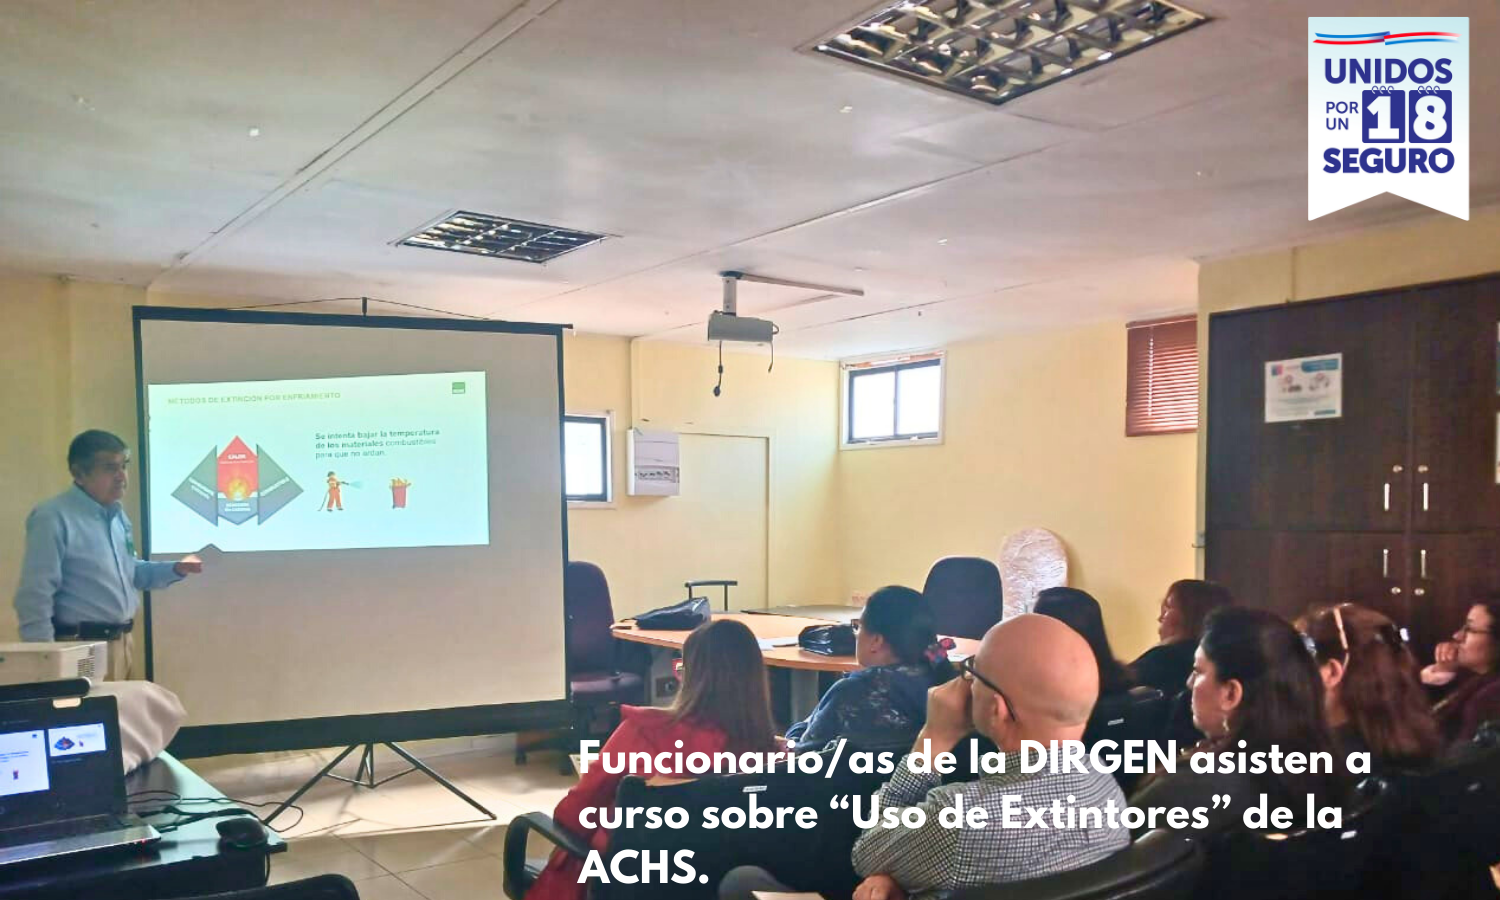 UNIDOS
POR UN 18
SEGURO
MÉTODOS DE EXTINCIÓN POR ENFRIAMIENTO
Se intenta bajar la temperatura
de los materiales combustibles
para que no ardan.
CALOR
Funcionario/as de la DIRGEN asisten a
curso sobre “Uso de Extintores” de la
ACHS.